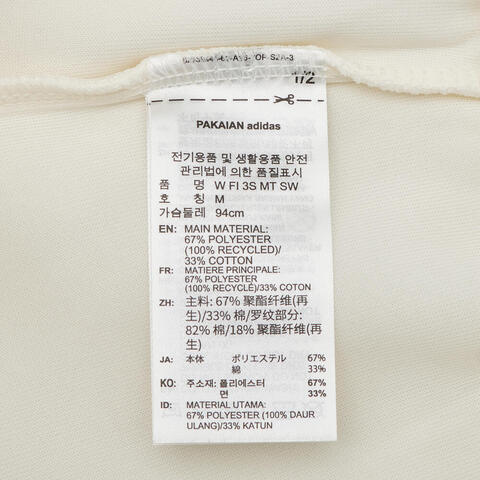 1/2
PAKAIAN adidas
전기용품 및 생활용품 안전
관리법에 의한 품질표시
품 명 W FI 3S MT SW
호 칭 M
가슴둘레 94cm
EN: MAIN MATERIAL:
67% POLYESTER
(100% RECYCLED)/
33% COTTON
FR: MATIERE PRINCIPALE:
67% POLYESTER
(100% RECYCLÉ)/33% COTON
ZH: 主料: 67% 聚酯纤维(再
生)/33% 棉/罗纹部分:
82% 棉/18% 聚酯纤维(再
生)
JA: 本体 ポリエステル 67%
綿 33%
KO: 주소재: 폴리에스터 67%
면 33%
ID: MATERIAL UTAMA:
67% POLYESTER (100% DAUR
ULANG)/33% KATUN